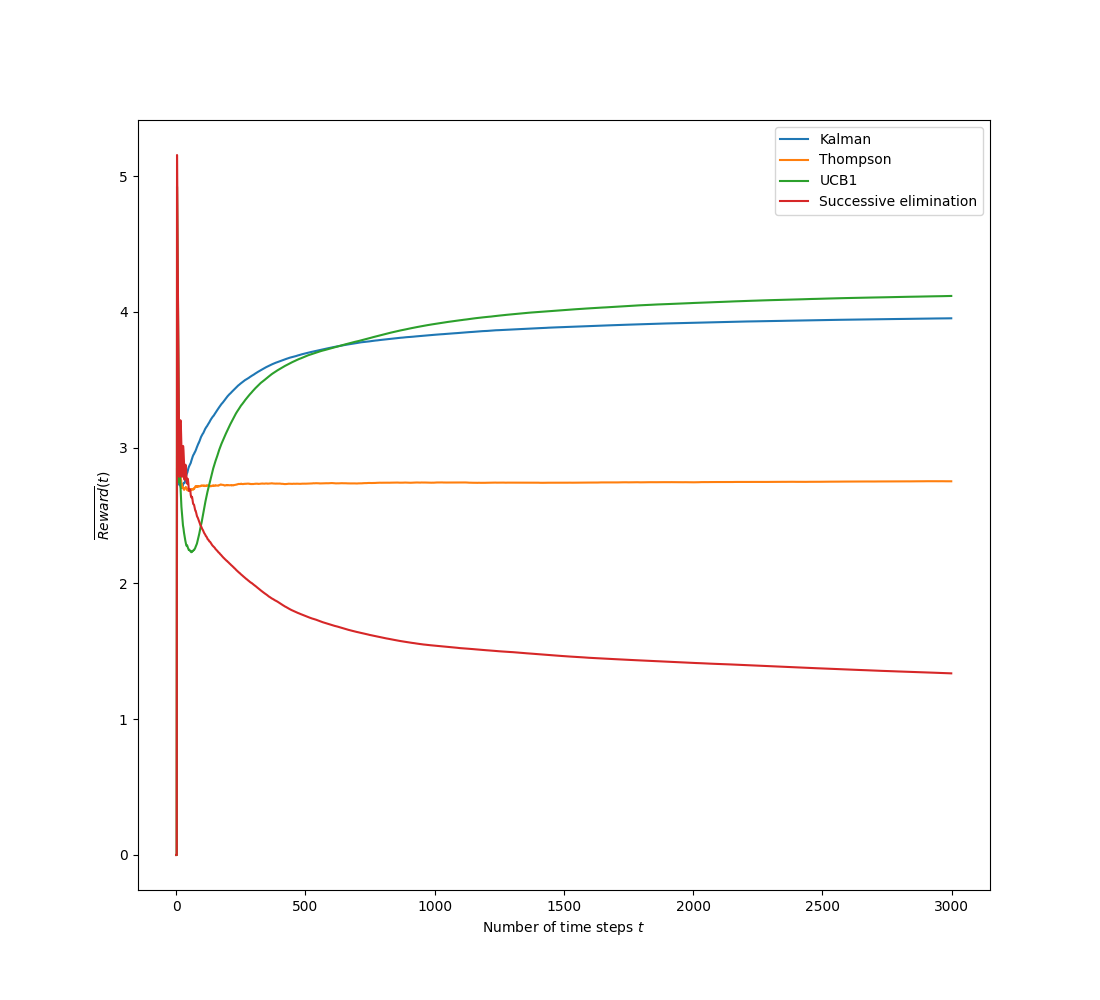 Kalman
Thompson
UCB1
Successive elimination
5
4
3
2
1
0
Reward(t)
0 500 1000 1500 2000 2500 3000
Number of time steps t